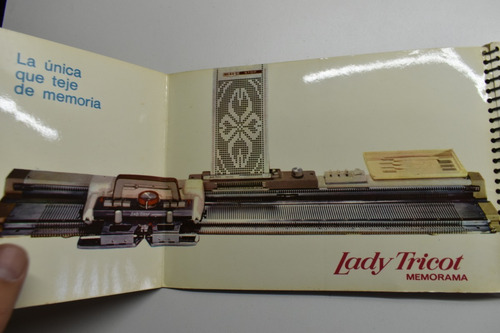 La única
que teje
de memoria
Lady Tricot
MEMORAMA